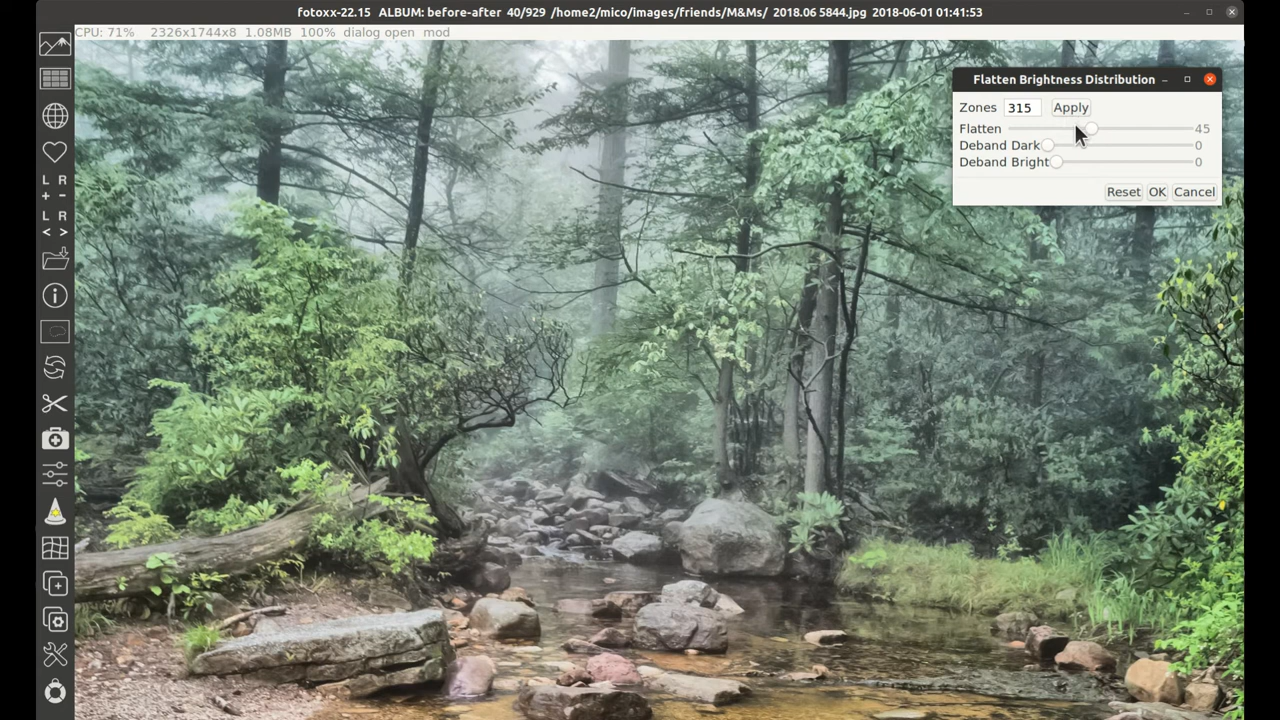 fotoxx-22.15 ALBUM: before-after 40/929 /home2/mico/images/friends/M&Ms/ 2018.06 5844.jpg 2018-06-01 01:41:53
CPU: 71% 2326x1744x8 1.08MB 100% dialog open mod
Flatten Brightness Distribution
Zones 315 Apply
Flatten 45
Deband Dark 0
Deband Bright 0
Reset OK Cancel
L R
+ -
L R
< >